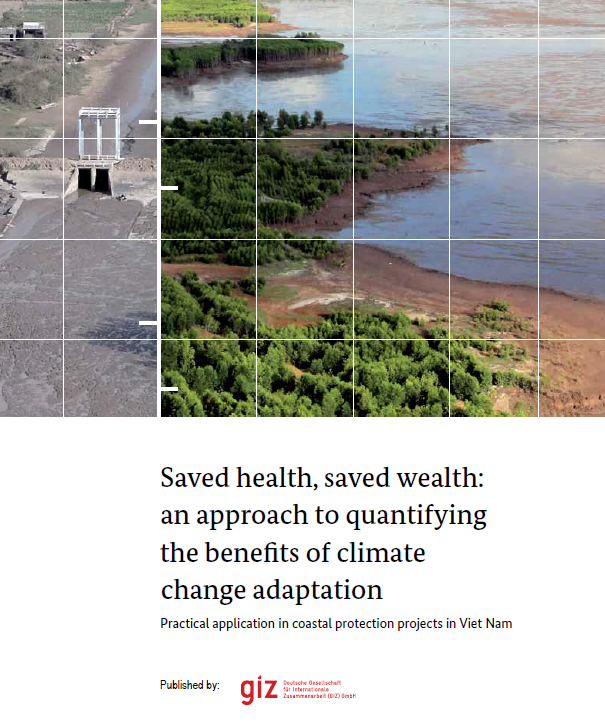 Saved health, saved wealth:
an approach to quantifying
the benefits of climate
change adaptation
Practical application in coastal protection projects in Viet Nam
Published by:
giz
Deutsche Gesellschaft
für Internationale
Zusammenarbeit (GIZ) GmbH